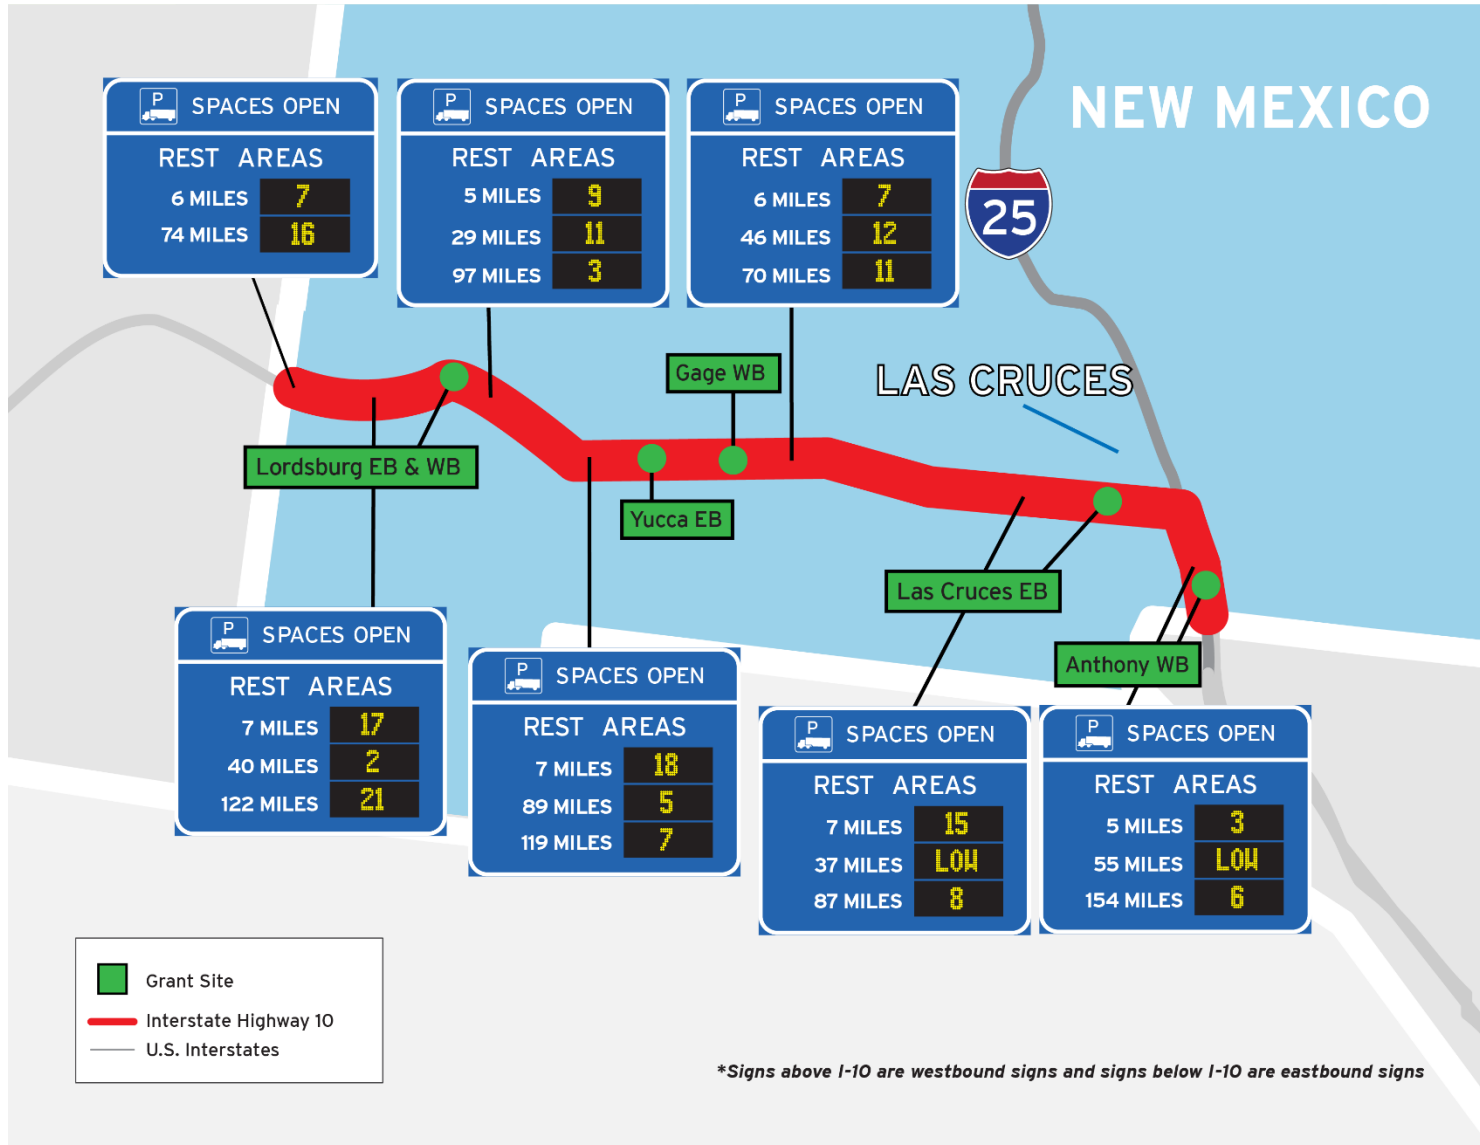 NEW MEXICO
P SPACES OPEN
REST AREAS
6 MILES 7
74 MILES 16
P SPACES OPEN
REST AREAS
5 MILES 9
29 MILES 11
97 MILES 3
P SPACES OPEN
REST AREAS
6 MILES 7
46 MILES 12
70 MILES 11
25
Gage WB
LAS CRUCES
Lordsburg EB & WB
Yucca EB
Las Cruces EB
Anthony WB
P SPACES OPEN
REST AREAS
7 MILES 17
40 MILES 2
122 MILES 21
P SPACES OPEN
REST AREAS
7 MILES 18
89 MILES 5
119 MILES 7
P SPACES OPEN
REST AREAS
7 MILES 15
37 MILES LOW
87 MILES 8
P SPACES OPEN
REST AREAS
5 MILES 3
55 MILES LOW
154 MILES 6
Grant Site
Interstate Highway 10
U.S. Interstates
*Signs above I-10 are westbound signs and signs below I-10 are eastbound signs